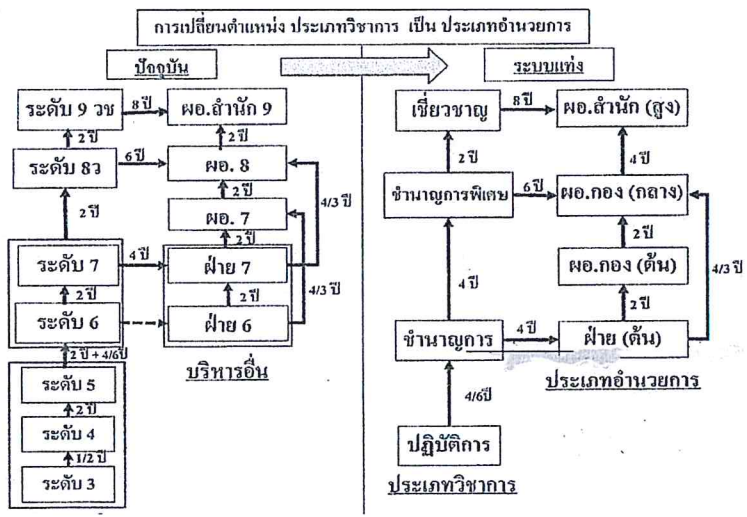 การเปลี่ยนตำแหน่ง ประเภทวิชาการ เป็น ประเภทอำนวยการ
ปัจจุบัน
ระดับ 9 วช
8 ปี
ผอ.สำนัก 9
2 ปี
2 ปี
ระดับ 8ว
6 ปี
ผอ. 8
2 ปี
2 ปี
4/3 ปี
ผอ. 7
2 ปี
ระดับ 7
4 ปี
ฝ่าย 7
2 ปี
2 ปี
4/3 ปี
ระดับ 6
ฝ่าย 6
2 ปี + 4/6ปี
บริหารอื่น
ระดับ 5
2 ปี
ระดับ 4
1/2 ปี
ระดับ 3
ระบบแท่ง
เชี่ยวชาญ
8 ปี
ผอ.สำนัก (สูง)
2 ปี
4 ปี
ชำนาญการพิเศษ
6 ปี
ผอ.กอง (กลาง)
2 ปี
4 ปี
ผอ.กอง (ต้น)
4/3 ปี
2 ปี
ชำนาญการ
4 ปี
ฝ่าย (ต้น)
4/6ปี
ประเภทอำนวยการ
ปฏิบัติการ
ประเภทวิชาการ